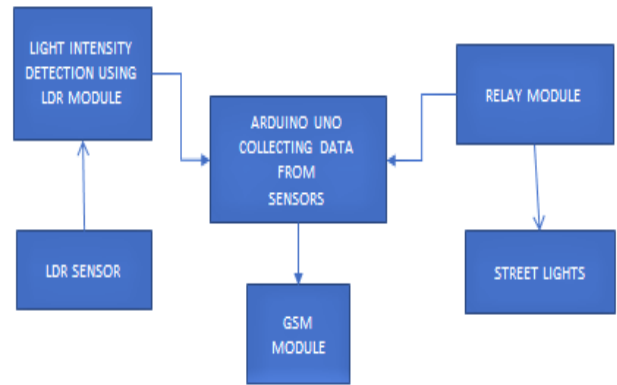 LIGHT INTENSITY
DETECTION USING
LDR MODULE
ARDUINO UNO
COLLECTING DATA
FROM
SENSORS
RELAY MODULE
LDR SENSOR
STREET LIGHTS
GSM
MODULE